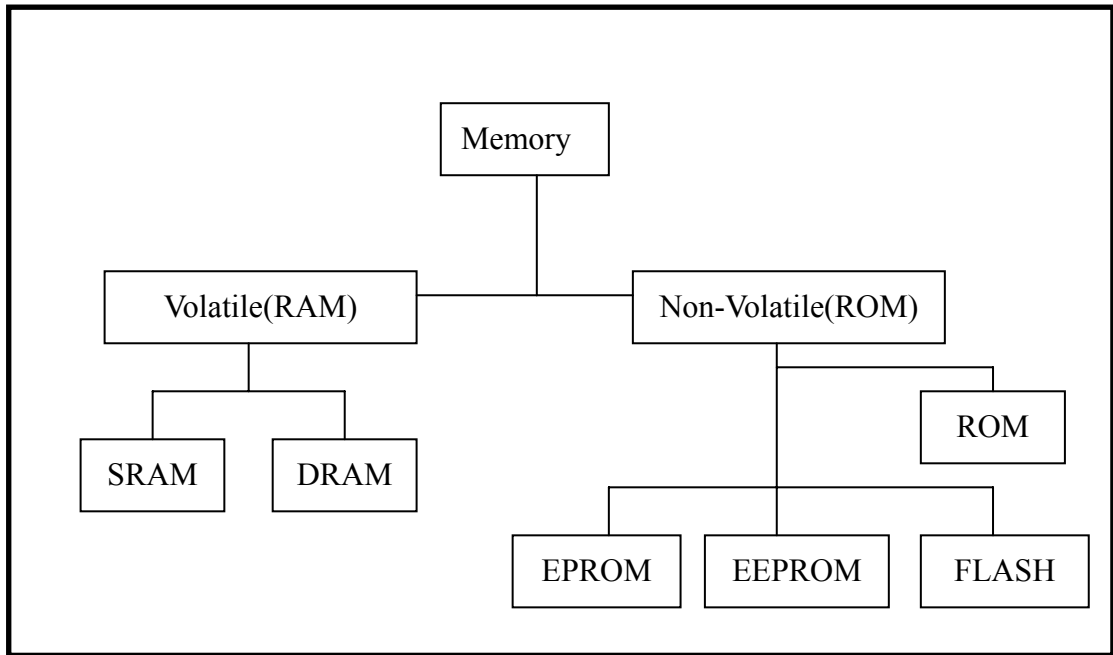 Memory
Volatile(RAM)
Non-Volatile(ROM)
ROM
SRAM
DRAM
EPROM
EEPROM
FLASH